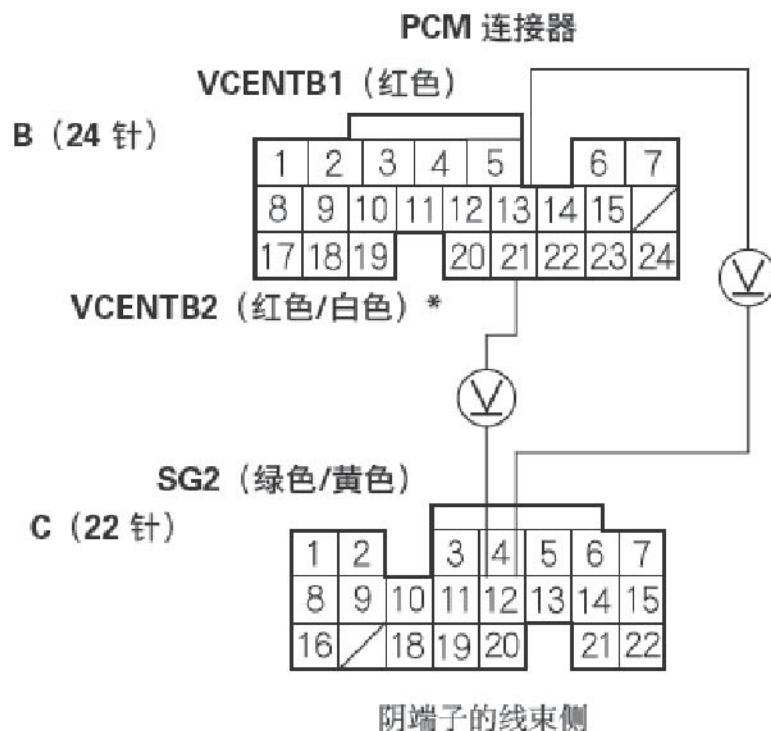 PCM 连接器
VCENTB1（红色）
B（24 针）
1 2 3 4 5 6 7
8 9 10 11 12 13 14 15
17 18 19 20 21 22 23 24
VCENTB2（红色/白色）*
V
V
SG2（绿色/黄色）
C（22 针）
1 2 3 4 5 6 7
8 9 10 11 12 13 14 15
16 18 19 20 21 22
阴端子的线束侧